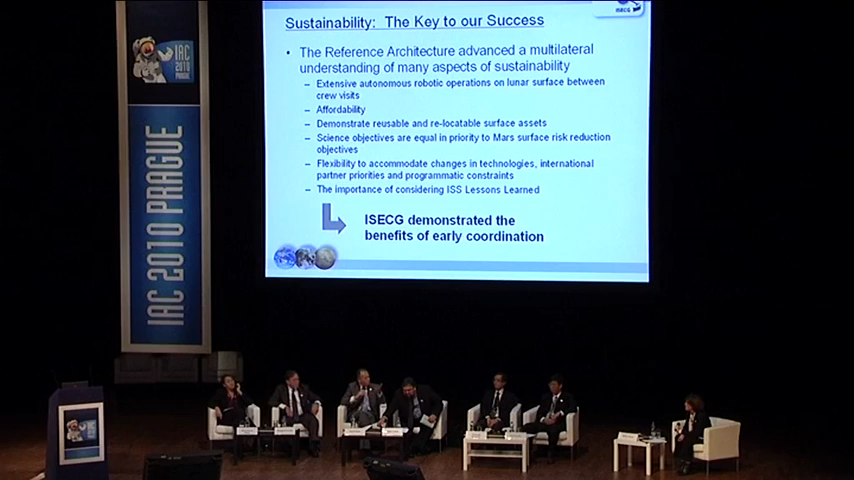 IAC
2010
PRAGUE
IAC 2010 PRAGUE
ISECG
Sustainability: The Key to our Success
• The Reference Architecture advanced a multilateral
understanding of many aspects of sustainability
– Extensive autonomous robotic operations on lunar surface between
crew visits
– Affordability
– Demonstrate reusable and re-locatable surface assets
– Science objectives are equal in priority to Mars surface risk reduction
objectives
– Flexibility to accommodate changes in technologies, international
partner priorities and programmatic constraints
– The importance of considering ISS Lessons Learned
ISECG demonstrated the
benefits of early coordination